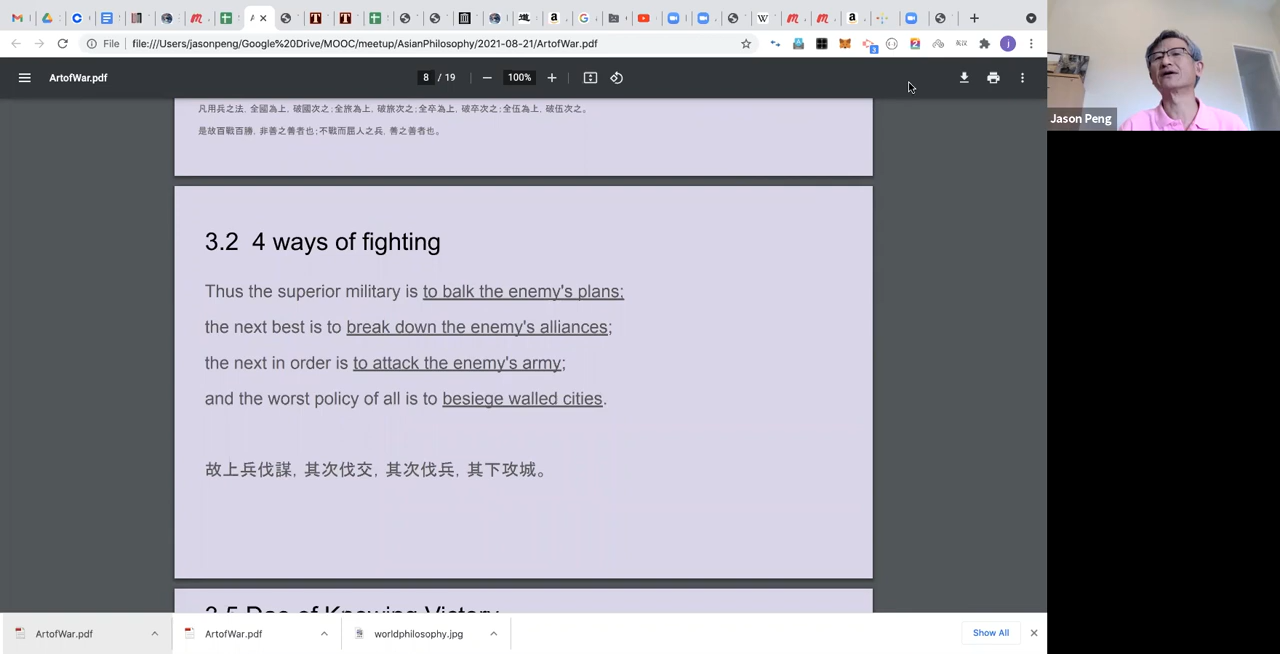 File
file:///Users/jasonpeng/Google%20Drive/MOOC/meetup/AsianPhilosophy/2021-08-21/ArtofWar.pdf
ArtofWar.pdf
8 / 19
100%
凡用兵之法, 全國為上, 破國次之;全旅為上, 破旅次之;全卒為上, 破卒次之;全伍為上, 破伍次之。
是故百戰百勝, 非善之善者也;不戰而屈人之兵, 善之善者也。
Jason Peng
3.2 4 ways of fighting
Thus the superior military is to balk the enemy's plans;
the next best is to break down the enemy's alliances;
the next in order is to attack the enemy's army;
and the worst policy of all is to besiege walled cities.
故上兵伐謀, 其次伐交, 其次伐兵, 其下攻城。
3.5 Dao of Knowing Victory
ArtofWar.pdf
ArtofWar.pdf
worldphilosophy.jpg
Show All